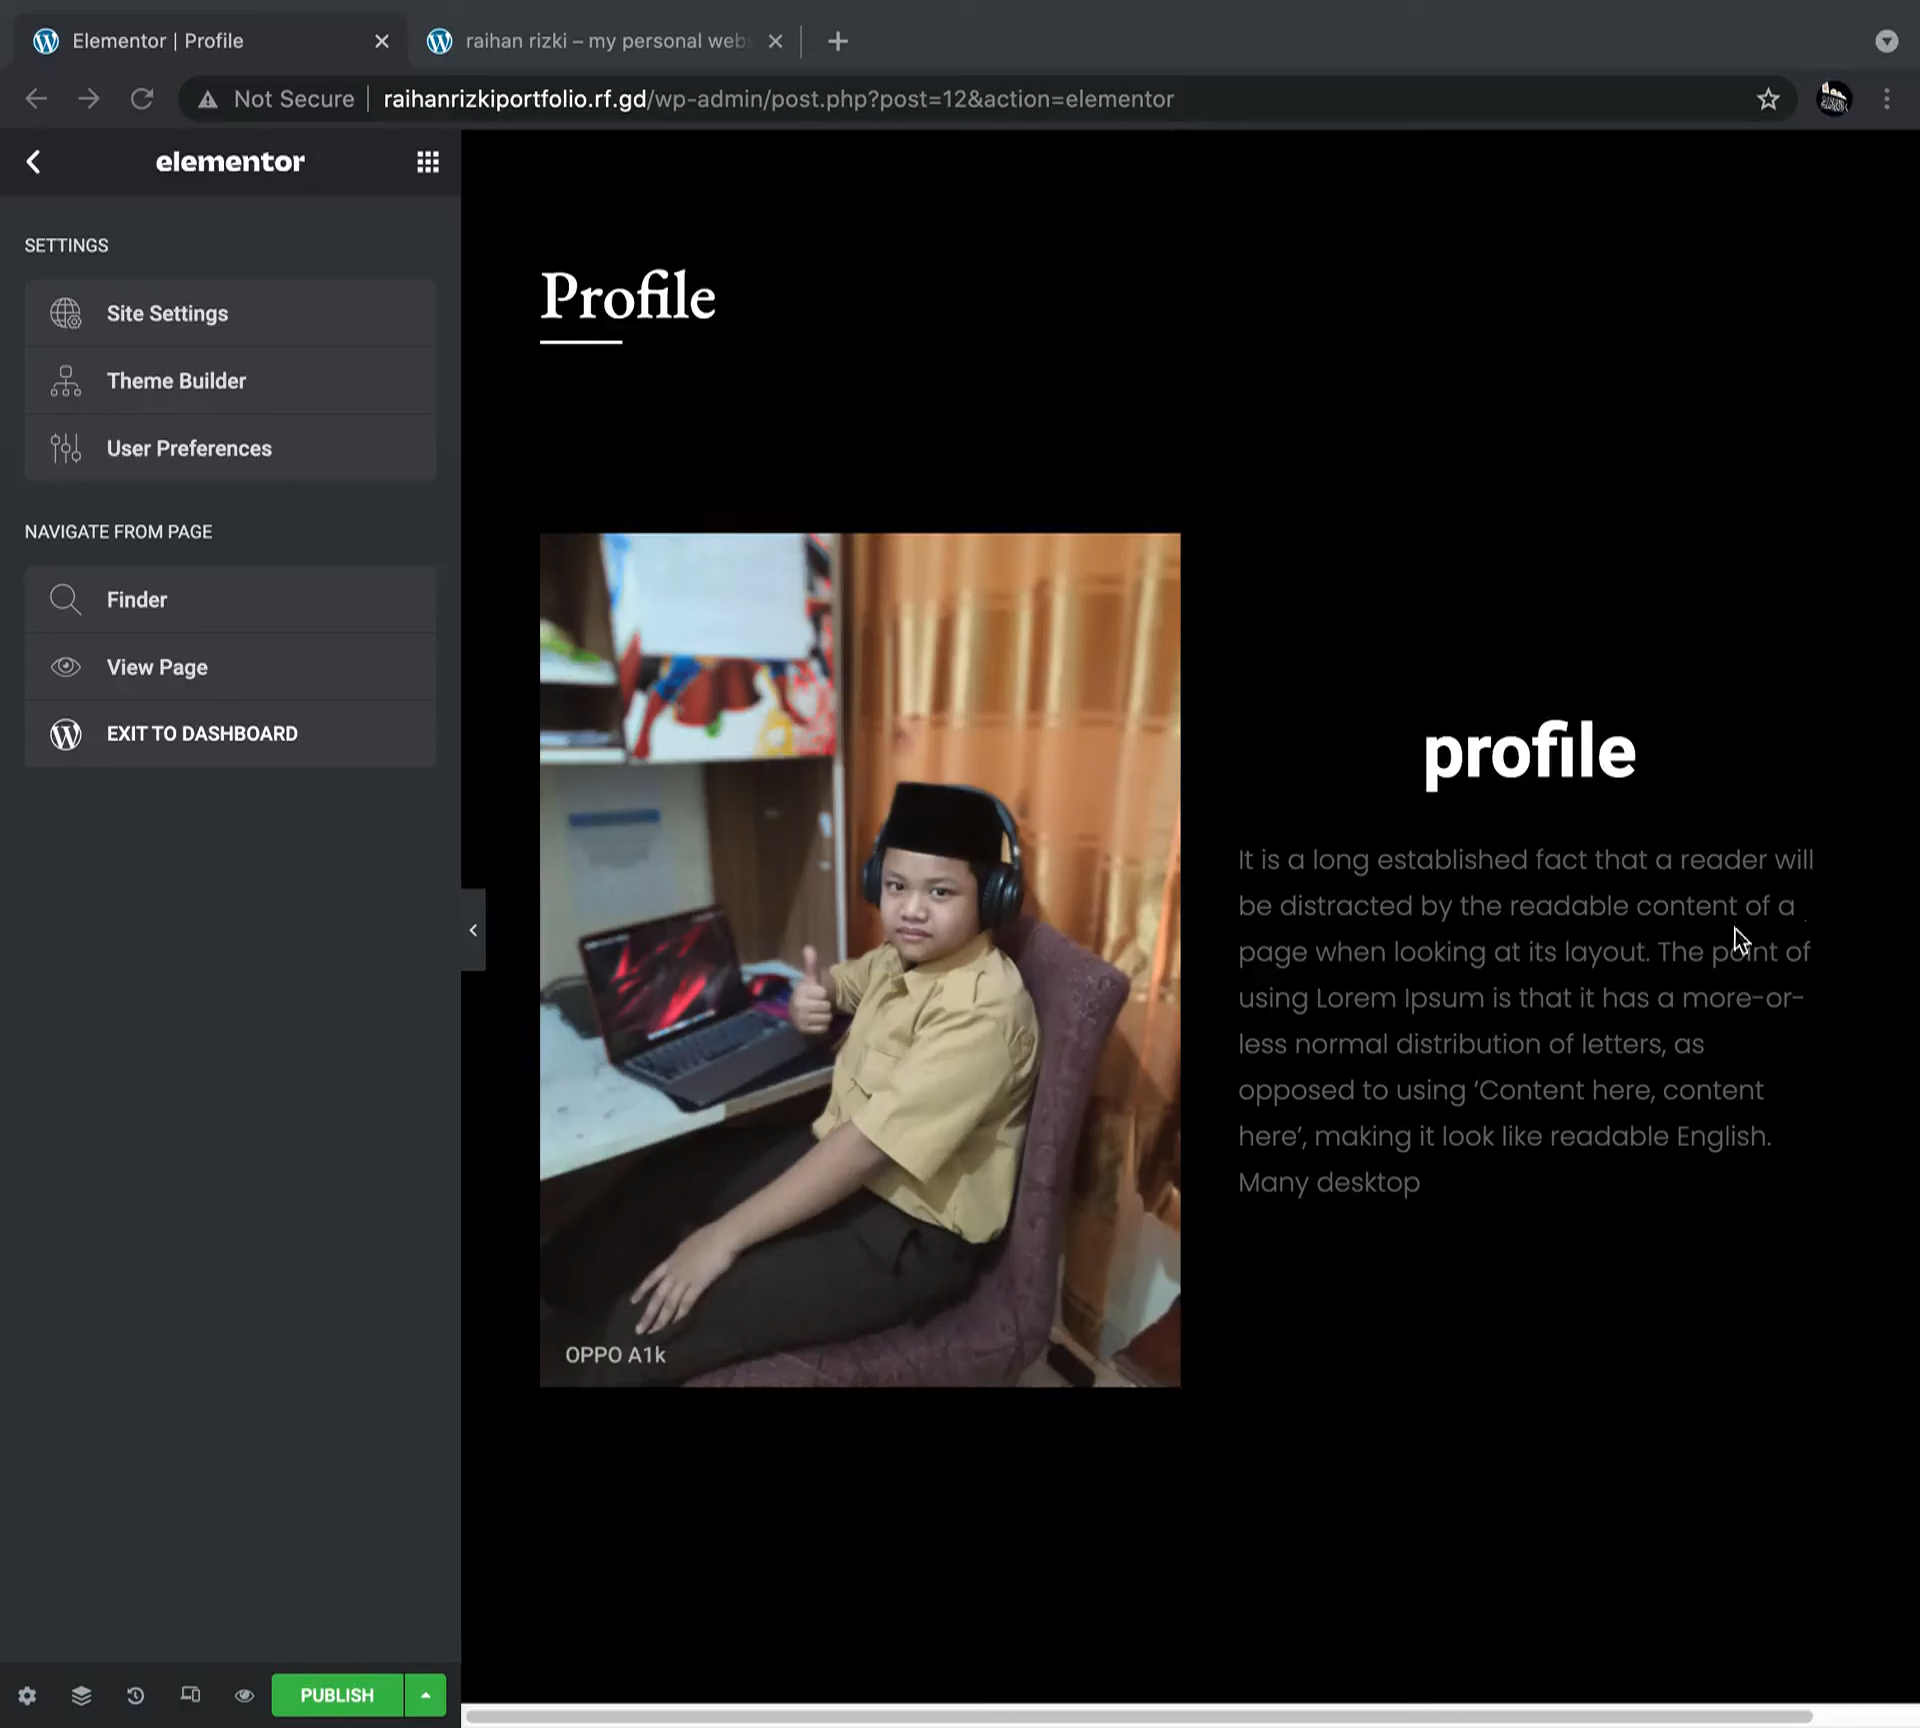 Elementor | Profile
raihan rizki – my personal web
Not Secure
raihanrizkiportfolio.rf.gd/wp-admin/post.php?post=12&action=elementor
elementor
SETTINGS
Site Settings
Theme Builder
User Preferences
NAVIGATE FROM PAGE
Finder
View Page
EXIT TO DASHBOARD
PUBLISH
Profile
OPPO A1k
profile
It is a long established fact that a reader will
be distracted by the readable content of a
page when looking at its layout. The point of
using Lorem Ipsum is that it has a more-or-
less normal distribution of letters, as
opposed to using ‘Content here, content
here’, making it look like readable English.
Many desktop